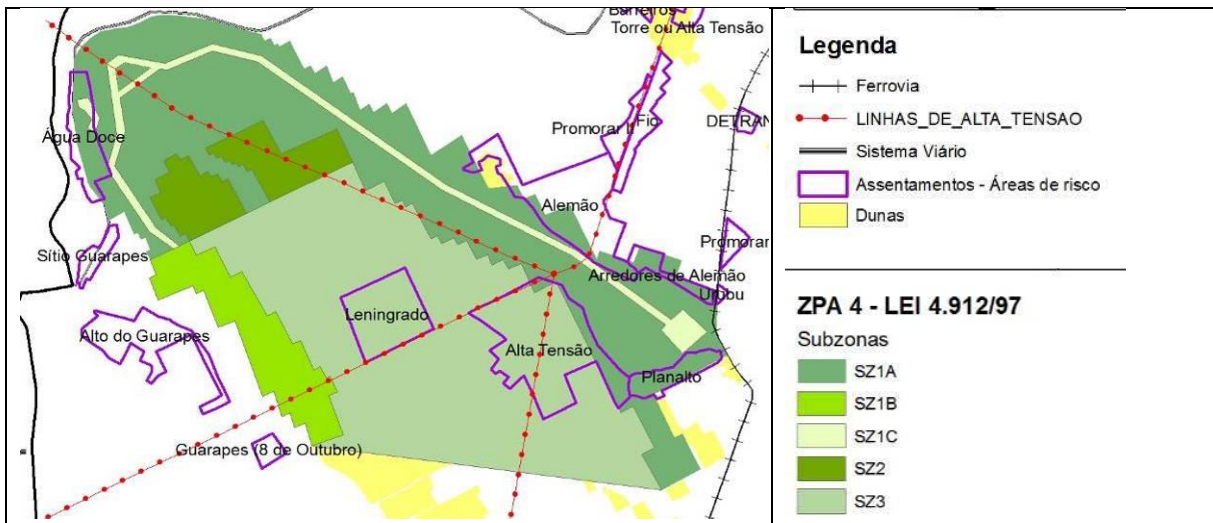 Barreiros
Torre ou Alta Tensão
Fio
Promorar II
DETRAN
Água Doce
Alemão
Promorar
Sítio Guarapes
Arredores de Alemão
Urubu
Leningrado
Alto do Guarapes
Alta Tensão
Planalto
Guarapes (8 de Outubro)
Legenda
Ferrovia
LINHAS_DE_ALTA_TENSAO
Sistema Viário
Assentamentos - Áreas de risco
Dunas
ZPA 4 - LEI 4.912/97
Subzonas
SZ1A
SZ1B
SZ1C
SZ2
SZ3